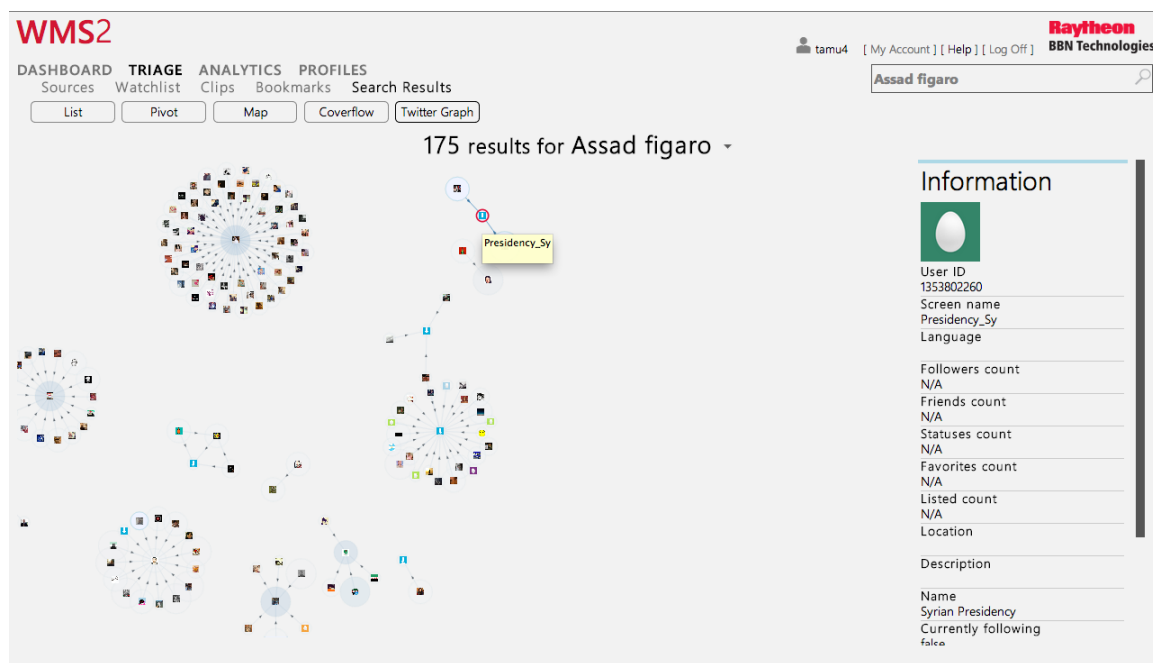 WMS2
Raytheon
BBN Technologies
tamu4 [ My Account ] [ Help ] [ Log Off ]
DASHBOARD TRIAGE ANALYTICS PROFILES
Sources Watchlist Clips Bookmarks Search Results
Assad figaro
List Pivot Map Coverflow Twitter Graph
175 results for Assad figaro
Presidency_Sy
Information
User ID
1353802260
Screen name
Presidency_Sy
Language
Followers count
N/A
Friends count
N/A
Statuses count
N/A
Favorites count
N/A
Listed count
N/A
Location
Description
Name
Syrian Presidency
Currently following
false